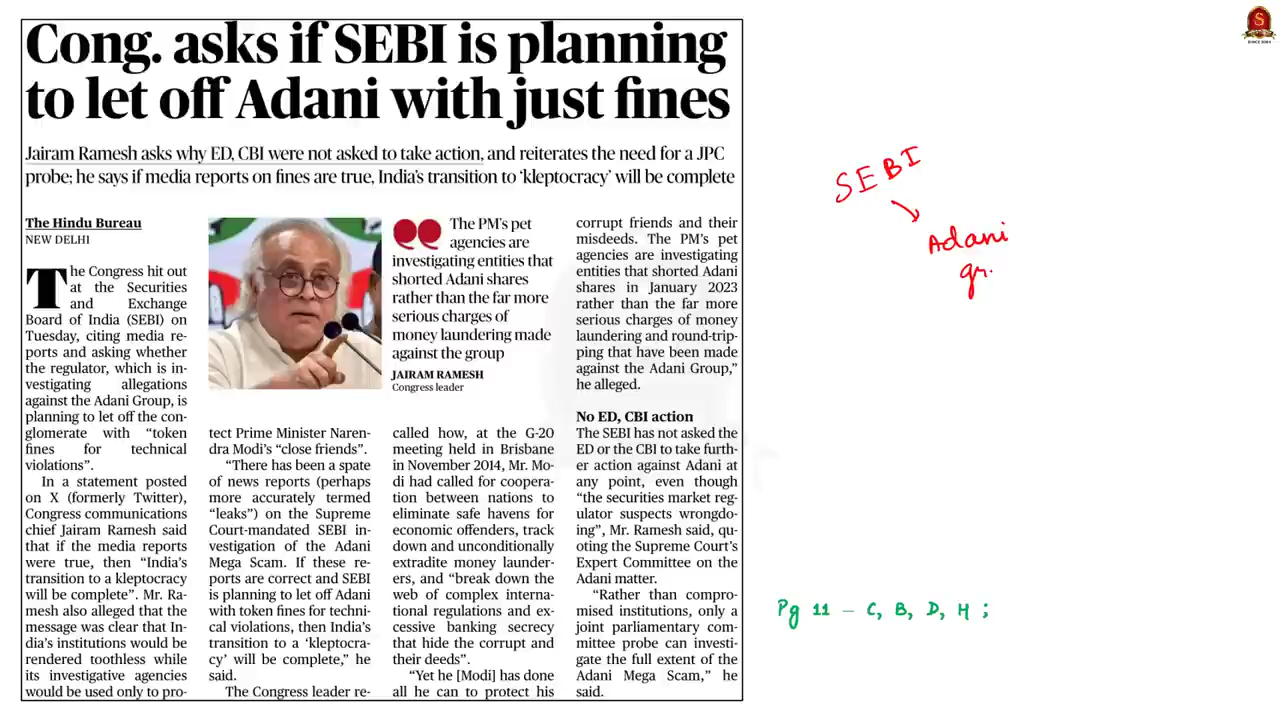 Cong. asks if SEBI is planning
to let off Adani with just fines
Jairam Ramesh asks why ED, CBI were not asked to take action, and reiterates the need for a JPC
probe; he says if media reports on fines are true, India's transition to ‘kleptocracy’ will be complete
The Hindu Bureau
NEW DELHI
The Congress hit out
at the Securities
and Exchange
Board of India (SEBI) on
Tuesday, citing media re-
ports and asking whether
the regulator, which is in-
vestigating allegations
against the Adani Group, is
planning to let off the con-
glomerate with “token
fines for technical
violations”.
In a statement posted
on X (formerly Twitter),
Congress communications
chief Jairam Ramesh said
that if the media reports
were true, then “India's
transition to a kleptocracy
will be complete”. Mr. Ra-
mesh also alleged that the
message was clear that In-
dia's institutions would be
rendered toothless while
its investigative agencies
would be used only to pro-
tect Prime Minister Naren-
dra Modi's “close friends”.
“There has been a spate
of news reports (perhaps
more accurately termed
“leaks”) on the Supreme
Court-mandated SEBI in-
vestigation of the Adani
Mega Scam. If these re-
ports are correct and SEBI
is planning to let off Adani
with token fines for techni-
cal violations, then India's
transition to a ‘kleptocra-
cy’ will be complete,” he
said.
The Congress leader re-
The PM's pet
agencies are
investigating entities that
shorted Adani shares
rather than the far more
serious charges of
money laundering made
against the group
JAIRAM RAMESH
Congress leader
called how, at the G-20
meeting held in Brisbane
in November 2014, Mr. Mo-
di had called for coopera-
tion between nations to
eliminate safe havens for
economic offenders, track
down and unconditionally
extradite money launder-
ers, and “break down the
web of complex interna-
tional regulations and ex-
cessive banking secrecy
that hide the corrupt and
their deeds”.
“Yet he [Modi] has done
all he can to protect his
corrupt friends and their
misdeeds. The PM's pet
agencies are investigating
entities that shorted Adani
shares in January 2023
rather than the far more
serious charges of money
laundering and round-trip-
ping that have been made
against the Adani Group,”
he alleged.
No ED, CBI action
The SEBI has not asked the
ED or the CBI to take furth-
er action against Adani at
any point, even though
“the securities market reg-
ulator suspects wrongdo-
ing”, Mr. Ramesh said, qu-
oting the Supreme Court's
Expert Committee on the
Adani matter.
“Rather than compro-
mised institutions, only a
joint parliamentary com-
mittee probe can investi-
gate the full extent of the
Adani Mega Scam,” he
said.
SEBI
Adani
gr.
Pg 11 - C, B, D, H ;
S
SINCE 2004